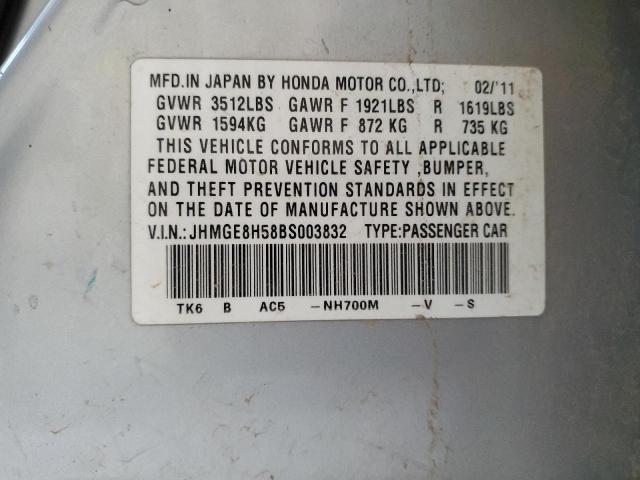 MFD.IN JAPAN BY HONDA MOTOR CO.,LTD; 02/'11
GVWR 3512LBS GAWR F 1921LBS R 1619LBS
GVWR 1594KG GAWR F 872 KG R 735 KG
THIS VEHICLE CONFORMS TO ALL APPLICABLE
FEDERAL MOTOR VEHICLE SAFETY ,BUMPER,
AND THEFT PREVENTION STANDARDS IN EFFECT
ON THE DATE OF MANUFACTURE SHOWN ABOVE.
V.I.N.:JHMGE8H58BS003832 TYPE:PASSENGER CAR
TK6 B AC5 -NH700M -V -S